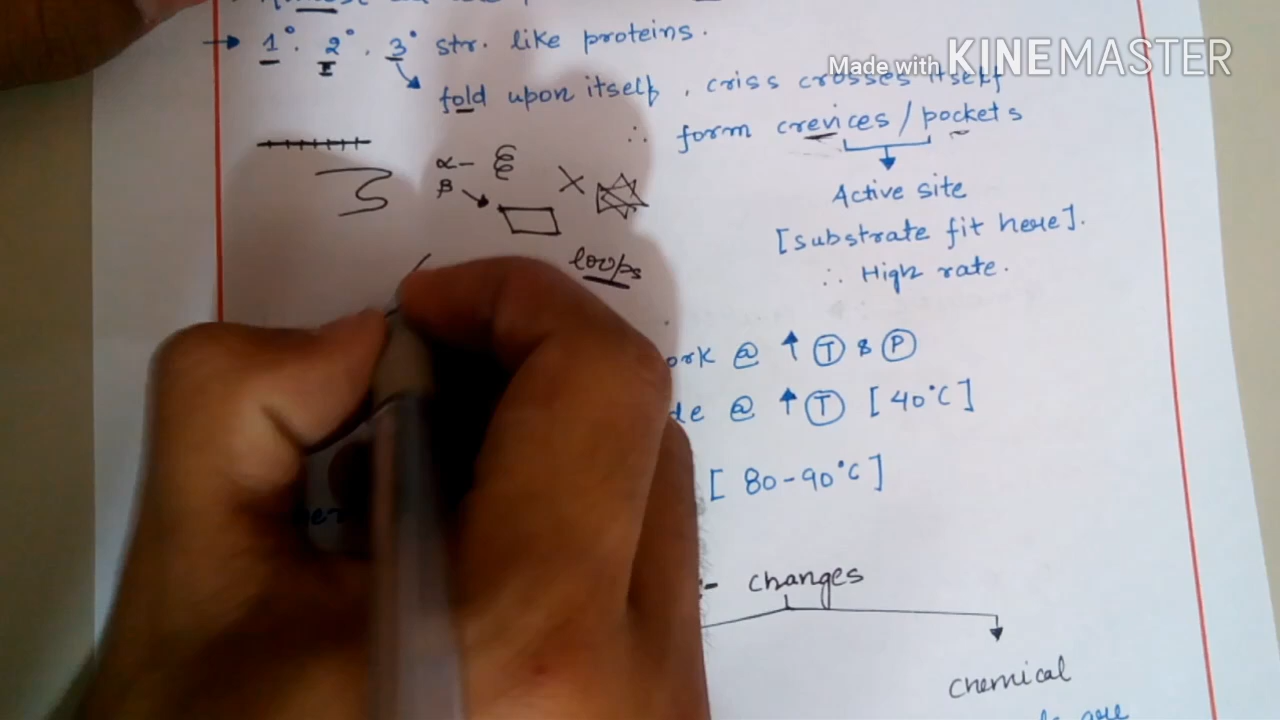 → 1°. 2°. 3° str. like proteins.
Made with KINEMASTER
fold upon itself, criss crosses itself
∴ form crevices / pockets
α-
β
Active site
[substrate fit here].
∴ High rate.
loops
ork @ ↑ T & P
de @ ↑ T [40°C]
[80-90°C]
:- changes
chemical
are